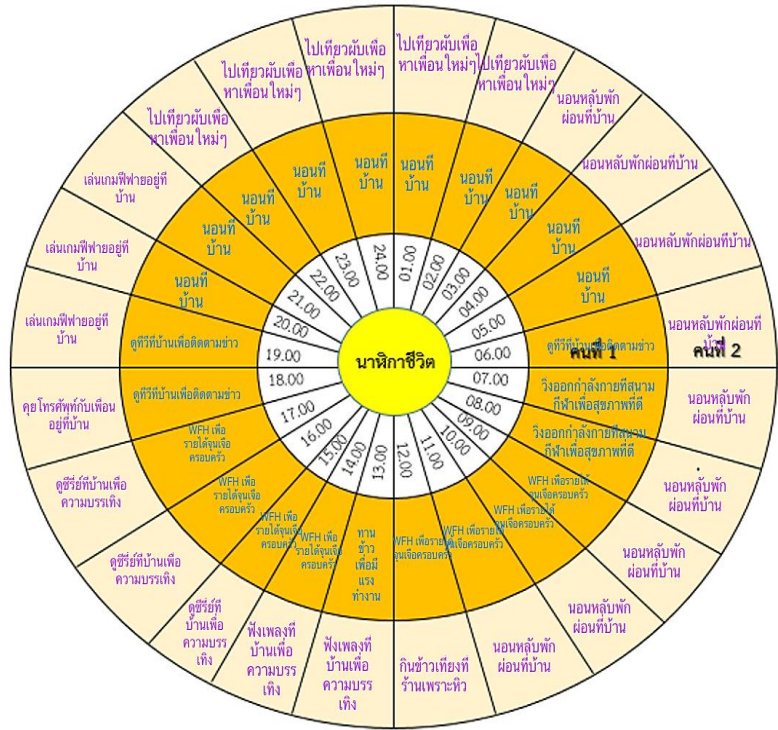 นาฬิกาชีวิต
01.00
02.00
03.00
04.00
05.00
06.00
07.00
08.00
09.00
10.00
11.00
12.00
13.00
14.00
15.00
16.00
17.00
18.00
19.00
20.00
21.00
22.00
23.00
24.00
คนที่ 1
นอนที
บ้าน
นอนที
บ้าน
นอนที
บ้าน
นอนที
บ้าน
นอนที
บ้าน
ดูทีวีทีบ้านเพื่อติดตามข่าว
วิ่งออกกำลังกายทีสนาม
กีฬาเพื่อสุขภาพที่ดี
วิงออกกำลังกายทีสนาม
กีฬาเพื่อสุขภาพที่ดี
WFH เพื่อรายได้
จุนเจือครอบครัว
WFH เพื่อรายได้
จุนเจือครอบครัว
WFH เพื่อรายได้
จุนเจือครอบครัว
WFH เพื่อรายได้
จุนเจือครอบครัว
ทาน
ข้าว
เพื่อมี
แรง
ทำงาน
WFH เพื่อ
รายได้จุนเจือ
ครอบครัว
WFH เพื่อ
รายได้จุนเจือ
ครอบครัว
WFH เพื่อ
รายได้จุนเจือ
ครอบครัว
WFH เพื่อ
รายได้จุนเจือ
ครอบครัว
ดูทีวีทีบ้านเพื่อติดตามข่าว
ดูทีวีทีบ้านเพื่อติดตามข่าว
นอนที
บ้าน
นอนที
บ้าน
นอนที
บ้าน
นอนที
บ้าน
นอนที
บ้าน
คนที่ 2
ไปเทียวผับเพือ
หาเพื่อนใหม่ๆ
ไปเทียวผับเพือ
หาเพื่อนใหม่ๆ
นอนหลับพัก
ผ่อนที่บ้าน
นอนหลับพักผ่อนที่บ้าน
นอนหลับพักผ่อนที่บ้าน
นอนหลับพักผ่อนที
บ้าน
นอนหลับพัก
ผ่อนที่บ้าน
นอนหลับพัก
ผ่อนที่บ้าน
นอนหลับพัก
ผ่อนที่บ้าน
นอนหลับพัก
ผ่อนที่บ้าน
นอนหลับพัก
ผ่อนที่บ้าน
กินข้าวเทียงที
ร้านเพราะหิว
ฟังเพลงที
บ้านเพื่อ
ความบรร
เทิง
ฟังเพลงที
บ้านเพื่อ
ความบรร
เทิง
ดูซีรี่ย์ที
บ้านเพื่อ
ความบรร
เทิง
ดูซีรี่ย์ทีบ้านเพื่อ
ความบรรเทิง
ดูซีรี่ย์ทีบ้านเพื่อ
ความบรรเทิง
คุยโทรศัพท์กับเพือน
อยู่ที่บ้าน
เล่นเกมฟีฟายอยู่ที
บ้าน
เล่นเกมฟีฟายอยู่ที
บ้าน
เล่นเกมฟีฟายอยู่ที
บ้าน
ไปเทียวผับเพือ
หาเพื่อนใหม่ๆ
ไปเทียวผับเพือ
หาเพื่อนใหม่ๆ
ไปเทียวผับเพือ
หาเพื่อนใหม่ๆ